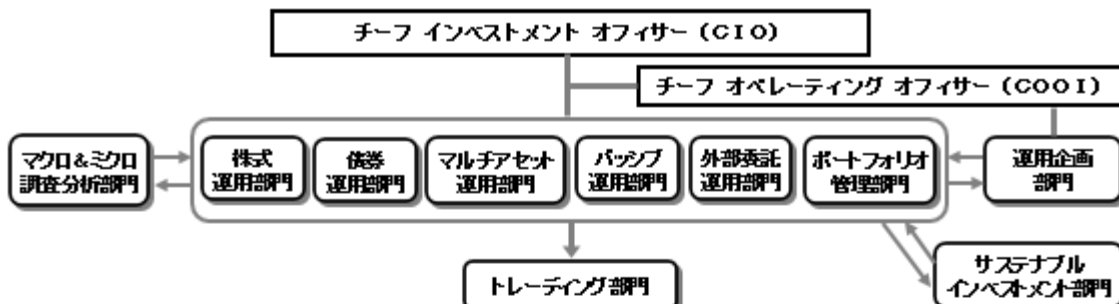 チーフ インベストメント オフィサー（CIO）
チーフ オペレーティング オフィサー（COOI）
マクロ&ミクロ
調査分析部門
株式
運用部門
債券
運用部門
マルチアセット
運用部門
パッシブ
運用部門
外部委託
運用部門
ポートフォリオ
管理部門
運用企画
部門
トレーディング部門
サステナブル
インベストメント部門